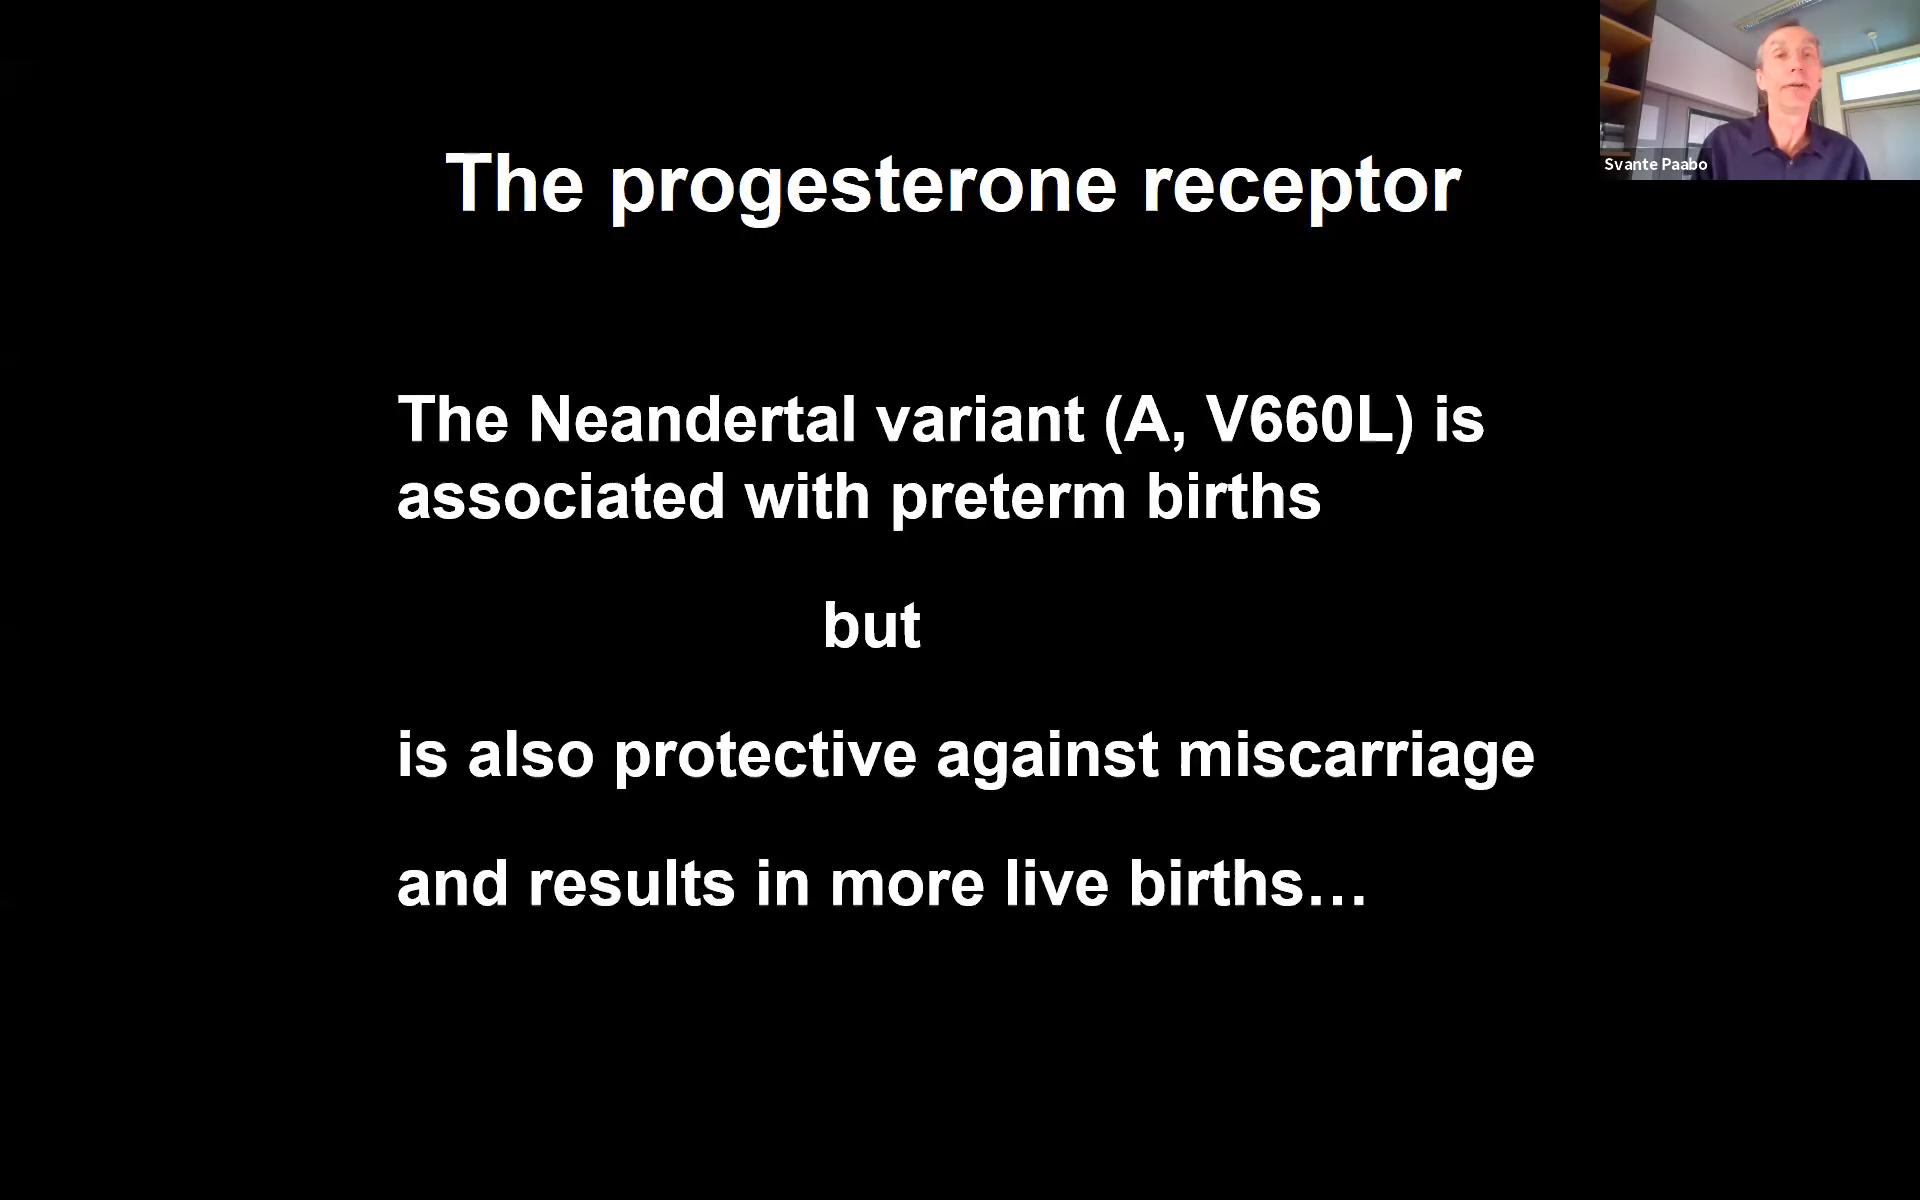 The progesterone receptor
Svante Paabo
The Neandertal variant (A, V660L) is
associated with preterm births
but
is also protective against miscarriage
and results in more live births…